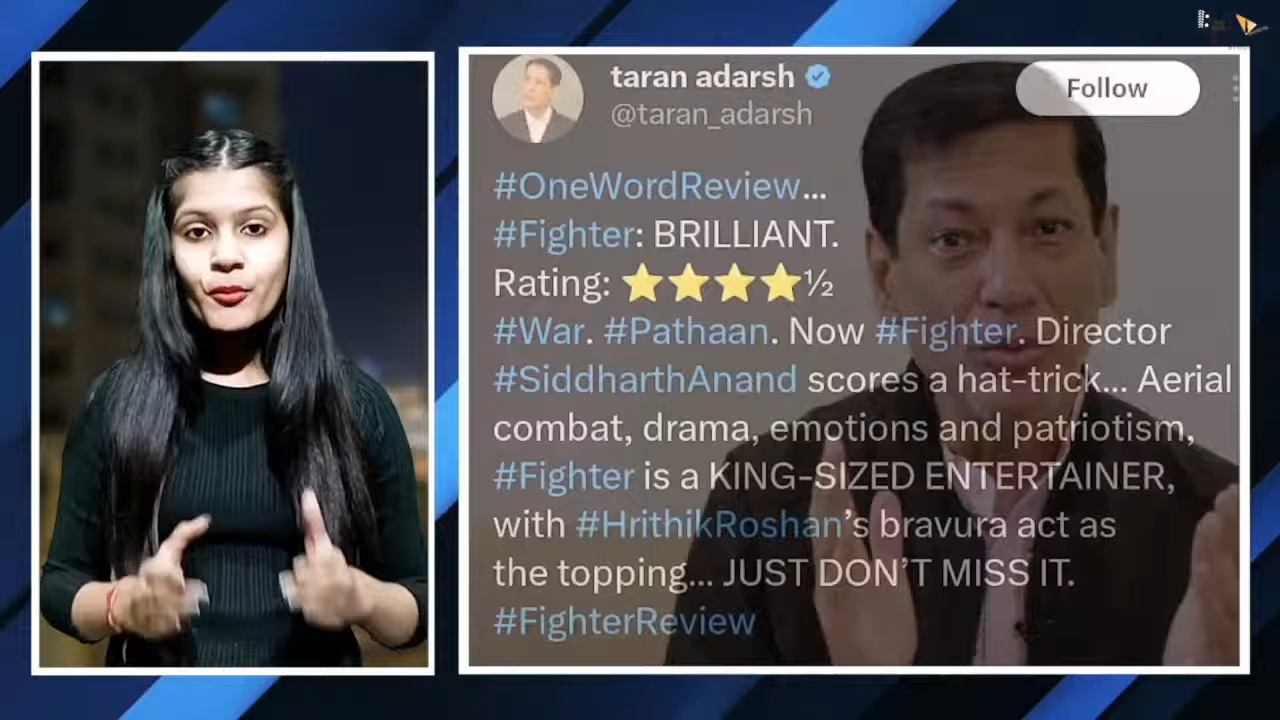 taran adarsh
Follow
@taran_adarsh
#OneWordReview...
#Fighter: BRILLIANT.
Rating: ⭐⭐⭐⭐½
#War. #Pathaan. Now #Fighter. Director
#SiddharthAnand scores a hat-trick... Aerial
combat, drama, emotions and patriotism,
#Fighter is a KING-SIZED ENTERTAINER,
with #HrithikRoshan’s bravura act as
the topping... JUST DON’T MISS IT.
#FighterReview